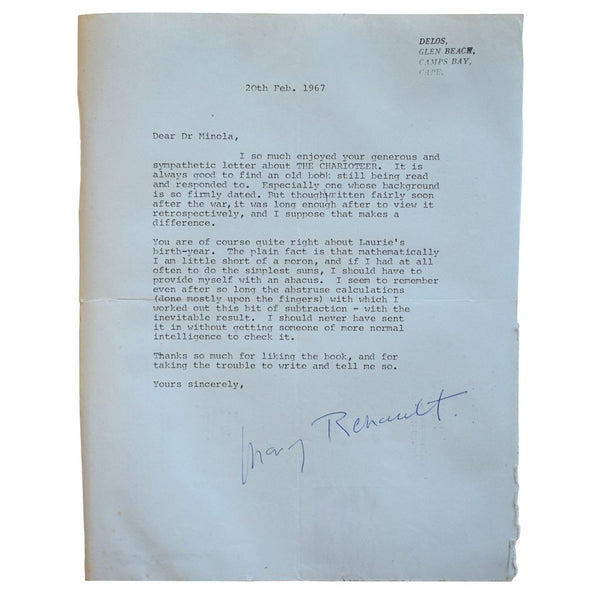 DELOS,
GLEN BEACH,
CAMPS BAY,
CAPE.
20th Feb. 1967
Dear Dr Minola,
I so much enjoyed your generous and
sympathetic letter about THE CHARIOTEER. It is
always good to find an old book still being read
and responded to. Especially one whose background
is so firmly dated. But though written fairly soon
after the war, it was long enough after to view it
retrospectively, and I suppose that makes a
difference.
You are of course quite right about Laurie's
birth-year. The plain fact is that mathematically
I am little short of a moron, and if I had at all
often to do the simplest sums, I should have to
provide myself with an abacus. I seem to remember
even after so long the abstruse calculations
(done mostly upon the fingers) with which I
worked out this bit of subtraction - with the
inevitable result. I should never have sent
it in without getting someone of more normal
intelligence to check it.
Thanks so much for liking the book, and for
taking the trouble to write and tell me so.
Yours sincerely,
Mary Renault.